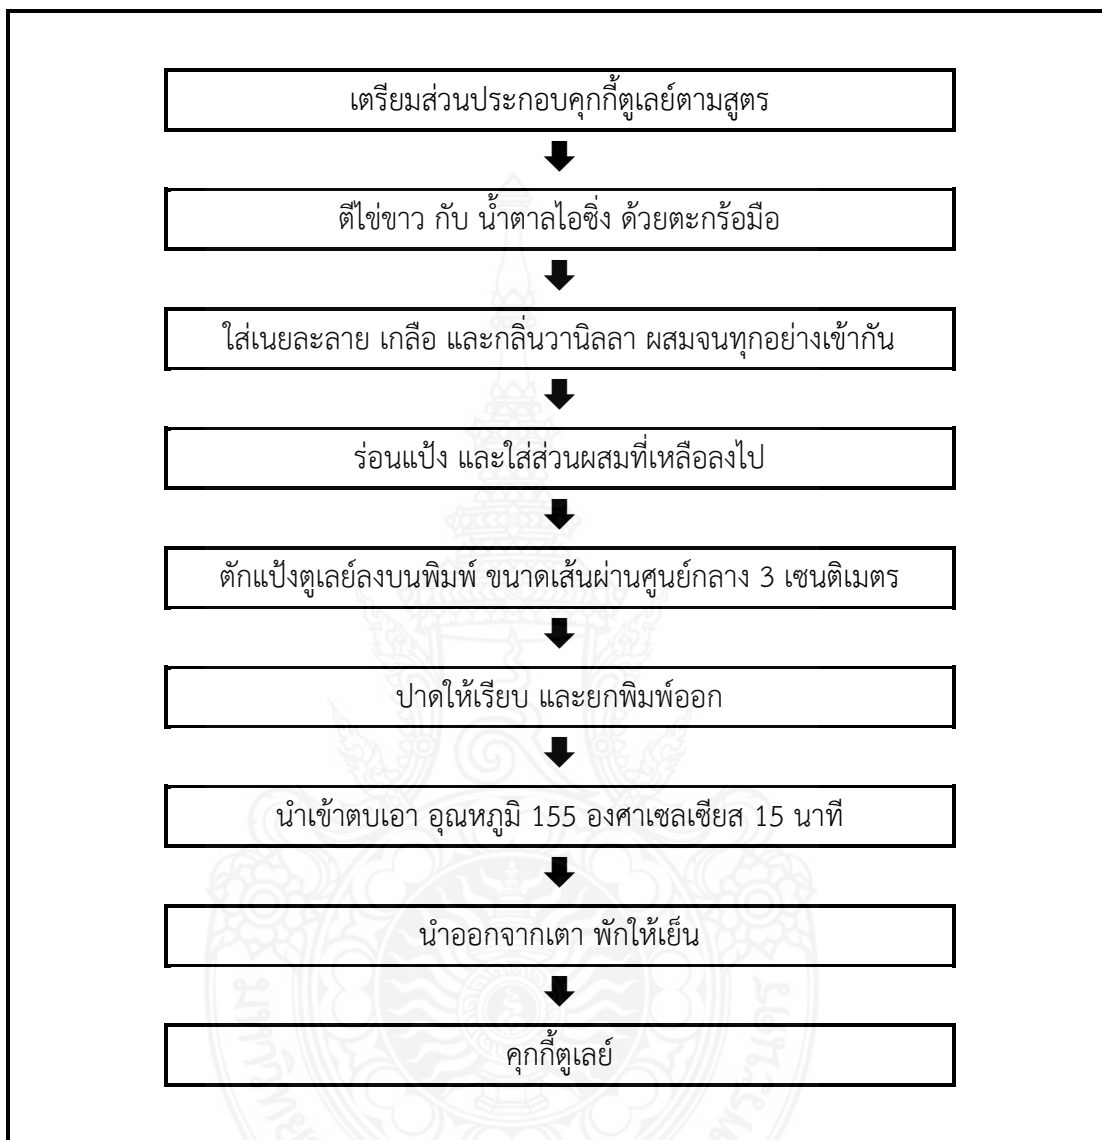 เตรียมส่วนประกอบคุกกี้ตูเลย์ตามสูตร
ตีไข่ขาว กับ น้ำตาลไอซิ่ง ด้วยตะกร้อมือ
ใส่เนยละลาย เกลือ และกลิ่นวานิลลา ผสมจนทุกอย่างเข้ากัน
ร่อนแป้ง และใส่ส่วนผสมที่เหลือลงไป
ตักแป้งตูเลย์ลงบนพิมพ์ ขนาดเส้นผ่านศูนย์กลาง 3 เซนติเมตร
ปาดให้เรียบ และยกพิมพ์ออก
นำเข้าตบเอา อุณหภูมิ 155 องศาเซลเซียส 15 นาที
นำออกจากเตา พักให้เย็น
คุกกี้ตูเลย์